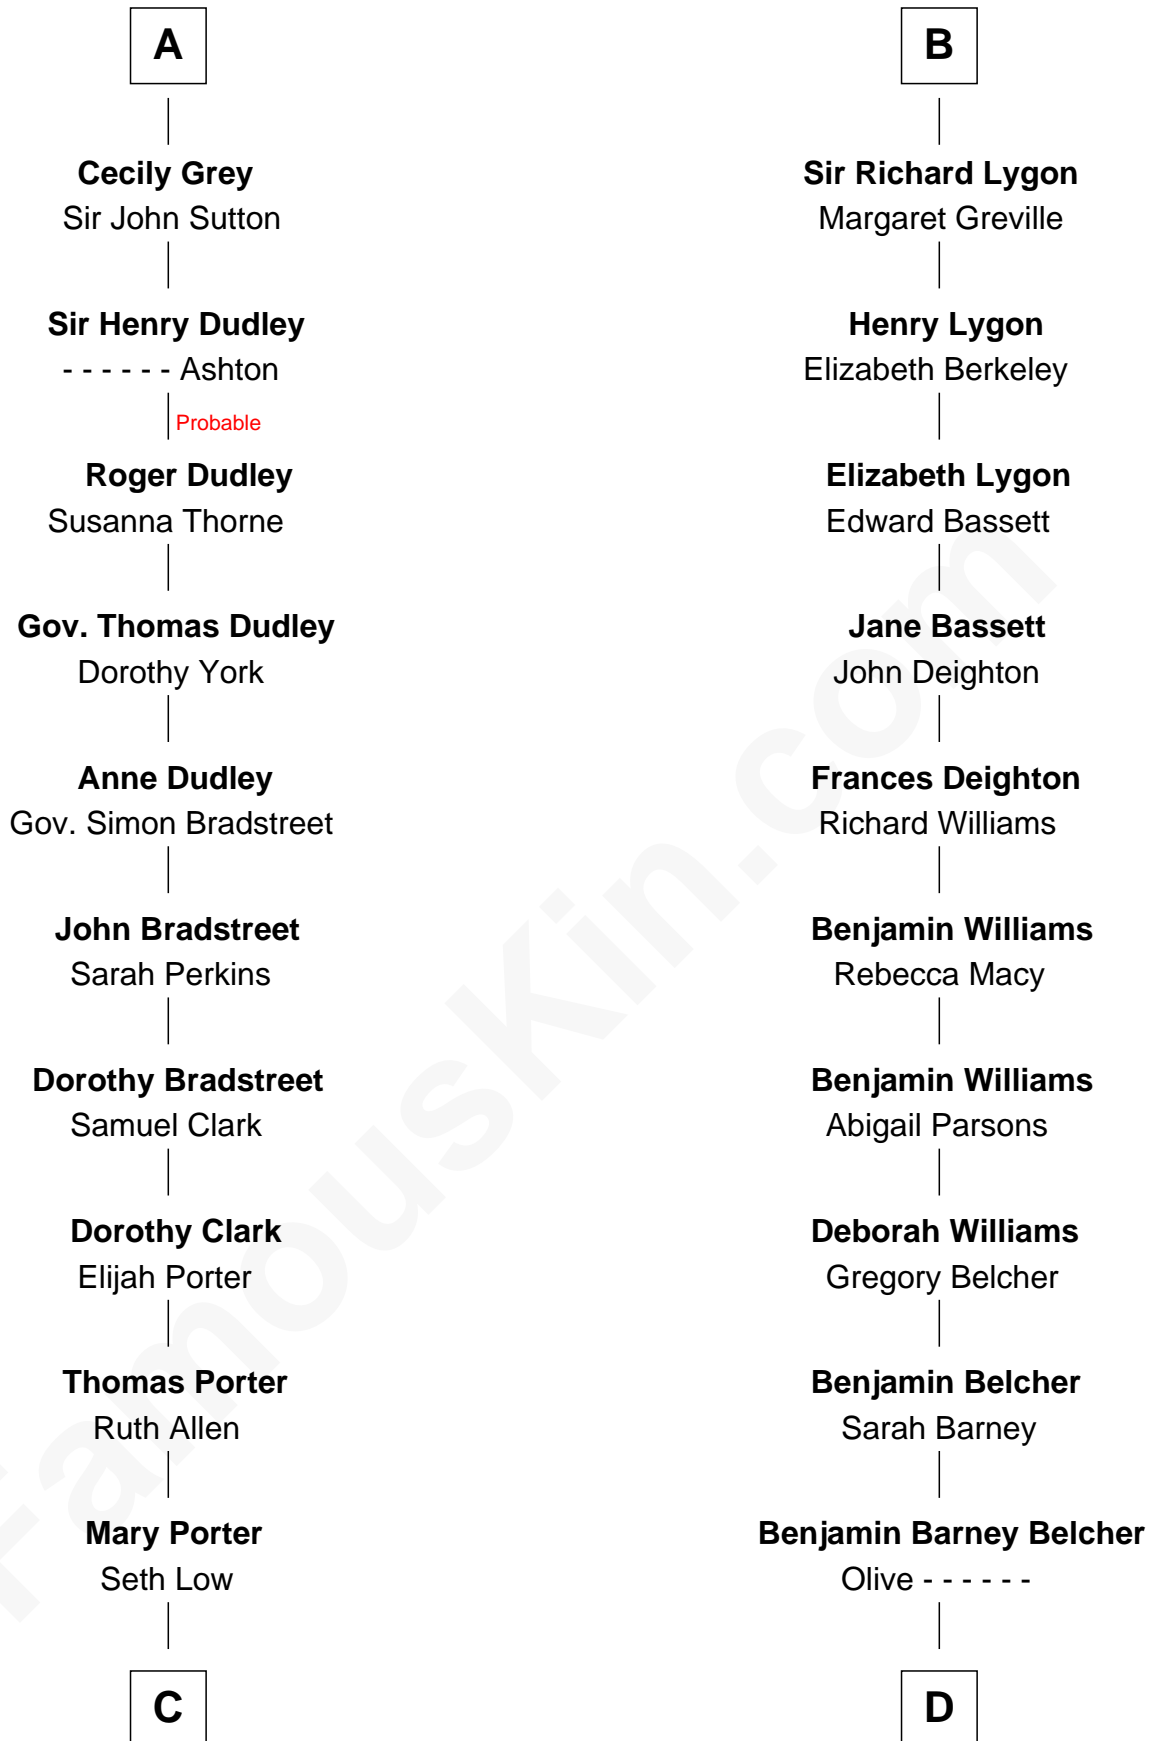 A
Cecily Grey
Sir John Sutton
Sir Henry Dudley
- - - - - - Ashton
Probable
Roger Dudley
Susanna Thorne
Gov. Thomas Dudley
Dorothy York
Anne Dudley
Gov. Simon Bradstreet
John Bradstreet
Sarah Perkins
Dorothy Bradstreet
Samuel Clark
Dorothy Clark
Elijah Porter
Thomas Porter
Ruth Allen
Mary Porter
Seth Low
C
B
Sir Richard Lygon
Margaret Greville
Henry Lygon
Elizabeth Berkeley
Elizabeth Lygon
Edward Bassett
Jane Bassett
John Deighton
Frances Deighton
Richard Williams
Benjamin Williams
Rebecca Macy
Benjamin Williams
Abigail Parsons
Deborah Williams
Gregory Belcher
Benjamin Belcher
Sarah Barney
Benjamin Barney Belcher
Olive - - - - - -
D
FamousKin.com